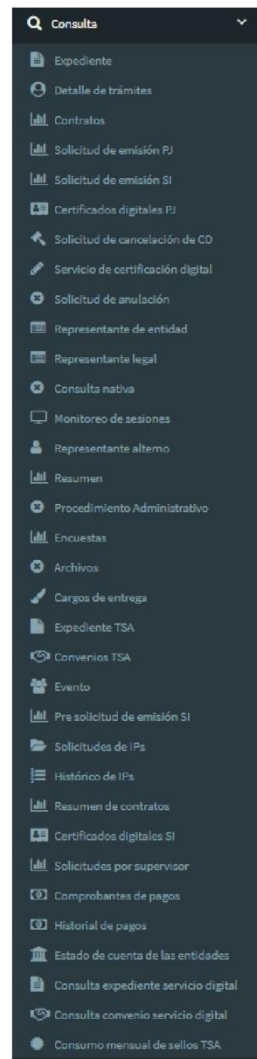 Consulta
Expediente
Detalle de trámites
Contratos
Solicitud de emisión PJ
Solicitud de emisión SI
Certificados digitales PJ
Solicitud de cancelación de CD
Servicio de certificación digital
Solicitud de anulación
Representante de entidad
Representante legal
Consulta nativa
Monitoreo de sesiones
Representante alterno
Resumen
Procedimiento Administrativo
Encuestas
Archivos
Cargos de entrega
Expediente TSA
Convenios TSA
Evento
Pre solicitud de emisión SI
Solicitudes de IPs
Histórico de IPs
Resumen de contratos
Certificados digitales SI
Solicitudes por supervisor
Comprobantes de pagos
Historial de pagos
Estado de cuenta de las entidades
Consulta expediente servicio digital
Consulta convenio servicio digital
Consumo mensual de sellos TSA